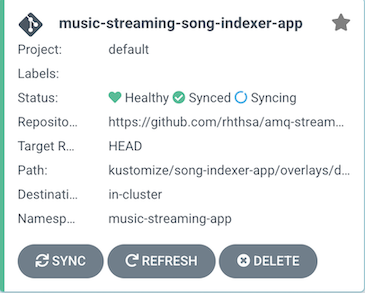 music-streaming-song-indexer-app
Project: default
Labels:
Status: Healthy Synced Syncing
Reposito... https://github.com/rhthsa/amq-stream...
Target R... HEAD
Path: kustomize/song-indexer-app/overlays/d...
Destinati... in-cluster
Namesp... music-streaming-app
SYNC REFRESH DELETE